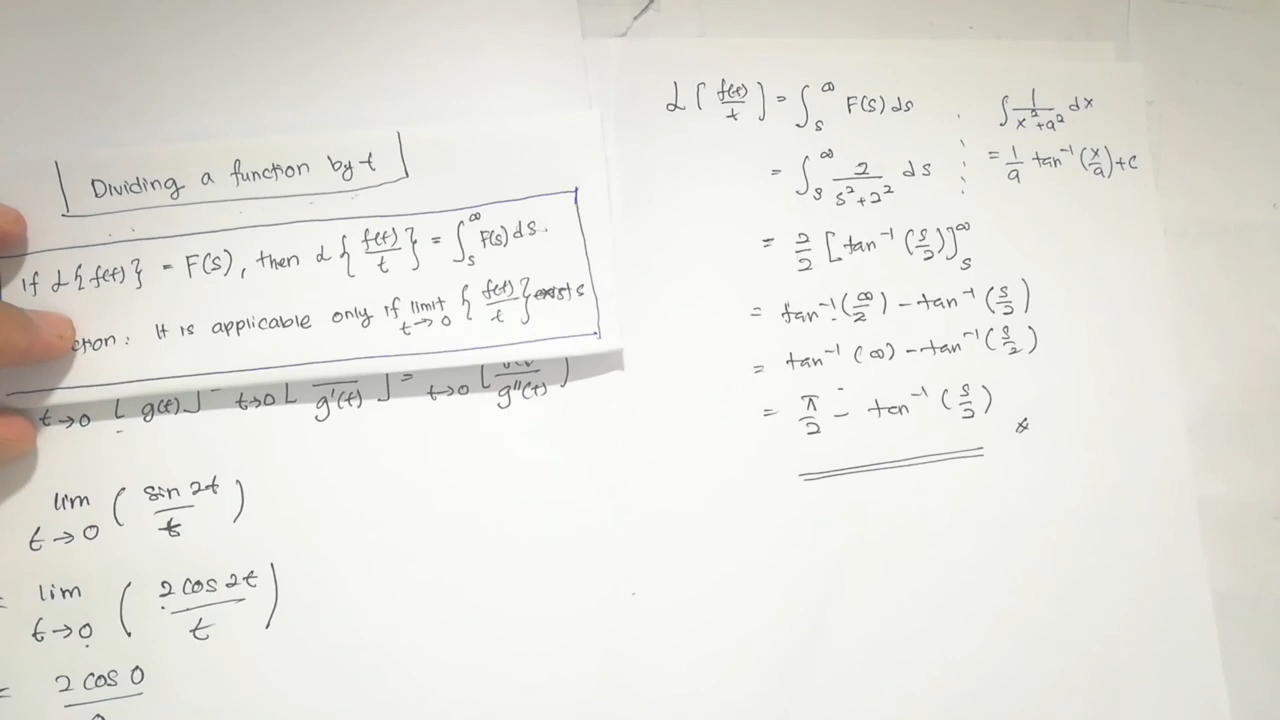 Dividing a function by t
If L{f(t)} = F(s), then L{f(t)/t} = ∫_s^∞ F(s) ds.
ction: It is applicable only if limit t→0 {f(t)/t} exists
t→0 [ g(t) ] = t→0 [ g'(t) ] = t→0 [ g''(t) ]
lim t→0 ( sin 2t / t )
= lim t→0 ( 2 cos 2t / t )
= 2 cos 0
L[ f(t)/t ] = ∫_s^∞ F(s) ds
= ∫_s^∞ 2/(s²+2²) ds
= 2/2 [ tan⁻¹ (s/2) ]_s^∞
= tan⁻¹ (∞/2) − tan⁻¹ (s/2)
= tan⁻¹ (∞) − tan⁻¹ (s/2)
= π/2 − tan⁻¹ (s/2)
∫ 1/(x²+a²) dx
= 1/a tan⁻¹ (x/a) + c